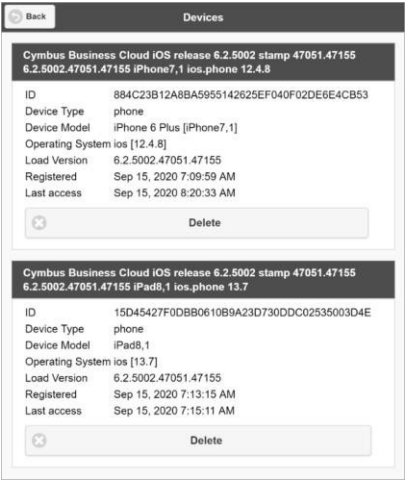 Back
Devices
Cymbus Business Cloud iOS release 6.2.5002 stamp 47051.47155
6.2.5002.47051.47155 iPhone7,1 ios.phone 12.4.8
ID 884C23B12A8BA5955142625EF040F02DE6E4CB53
Device Type phone
Device Model iPhone 6 Plus [iPhone7,1]
Operating System ios [12.4.8]
Load Version 6.2.5002.47051.47155
Registered Sep 15, 2020 7:09:59 AM
Last access Sep 15, 2020 8:20:33 AM
Delete
Cymbus Business Cloud iOS release 6.2.5002 stamp 47051.47155
6.2.5002.47051.47155 iPad8,1 ios.phone 13.7
ID 15D45427F0DBB0610B9A23D730DDC02535003D4E
Device Type phone
Device Model iPad8,1
Operating System ios [13.7]
Load Version 6.2.5002.47051.47155
Registered Sep 15, 2020 7:13:15 AM
Last access Sep 15, 2020 7:15:11 AM
Delete